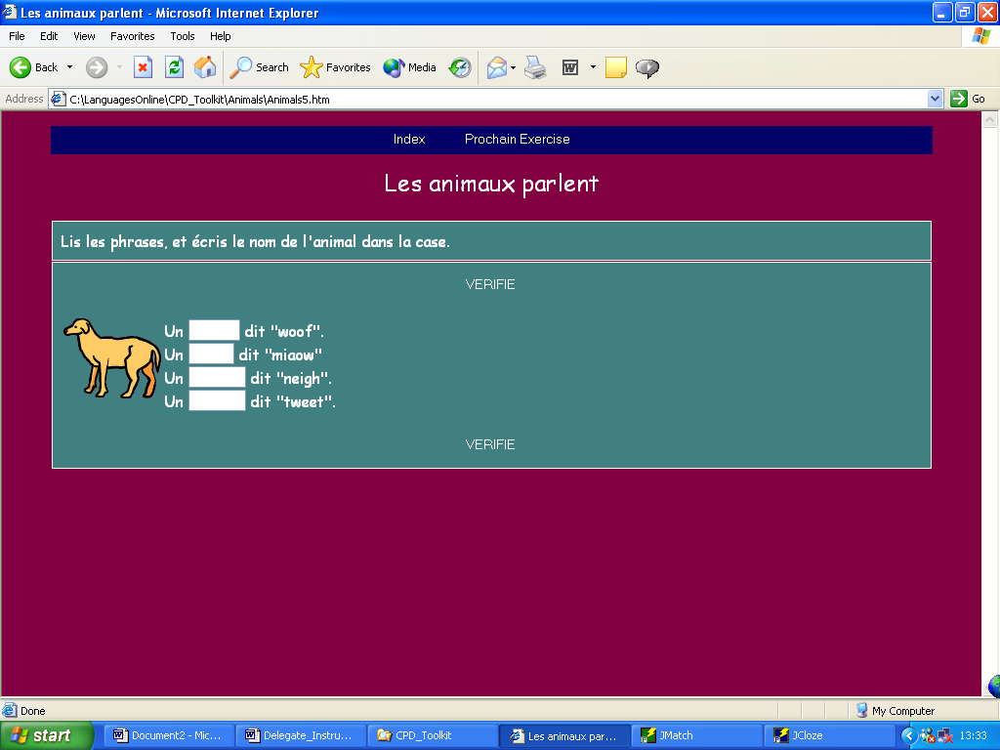 Les animaux parlent - Microsoft Internet Explorer
File Edit View Favorites Tools Help
Back Search Favorites Media
Address C:\LanguagesOnline\CPD_Toolkit\Animals\Animals5.htm Go
Index Prochain Exercise
Les animaux parlent
Lis les phrases, et écris le nom de l'animal dans la case.
VERIFIE
Un dit "woof".
Un dit "miaow"
Un dit "neigh".
Un dit "tweet".
VERIFIE
Done My Computer
start Document2 - Mic... Delegate_Instru... CPD_Toolkit Les animaux par... JMatch JCloze 13:33